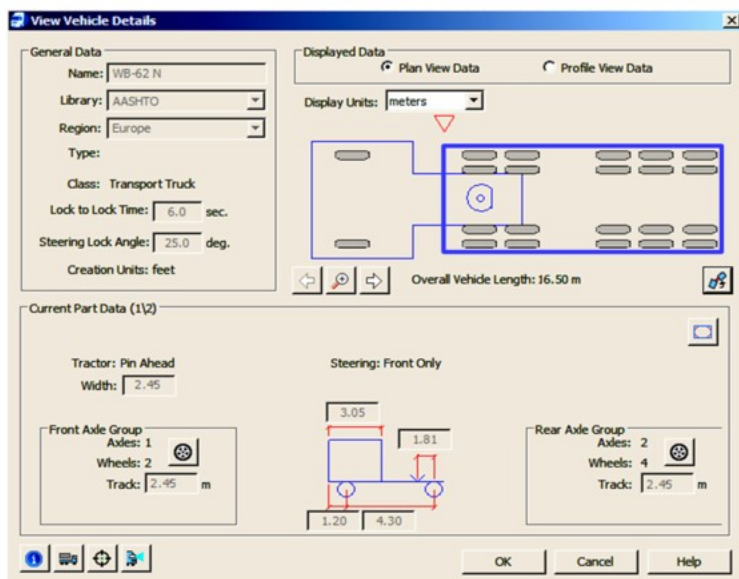 View Vehicle Details
General Data
Name: WB-62 N
Library: AASHTO
Region: Europe
Type:
Class: Transport Truck
Lock to Lock Time: 6.0 sec.
Steering Lock Angle: 25.0 deg.
Creation Units: feet
Displayed Data
Plan View Data
Profile View Data
Display Units: meters
Overall Vehicle Length: 16.50 m
Current Part Data (1\2)
Tractor: Pin Ahead
Width: 2.45
Steering: Front Only
Front Axle Group
Axles: 1
Wheels: 2
Track: 2.45 m
3.05
1.81
1.20 4.30
Rear Axle Group
Axles: 2
Wheels: 4
Track: 2.45 m
OK Cancel Help